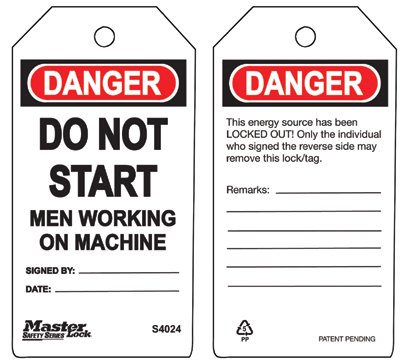 DANGER
DO NOT
START
MEN WORKING
ON MACHINE
SIGNED BY:
DATE:
Master Lock
SAFETY SERIES
S4024
DANGER
This energy source has been
LOCKED OUT! Only the individual
who signed the reverse side may
remove this lock/tag.
Remarks:
5
PP
PATENT PENDING